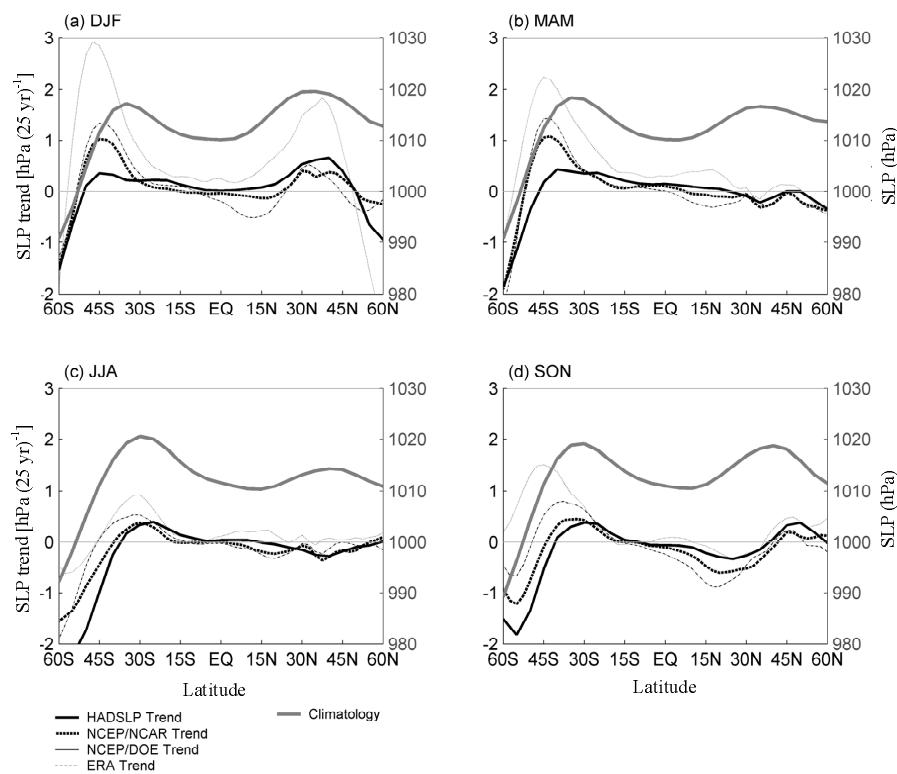 (a) DJF
(b) MAM
3 1030 3 1030
2 1020 2 1020
1 1010 1 1010
0 1000 0 1000
-1 990 -1 990
-2 980 -2 980
SLP trend [hPa (25 yr)-1]
SLP (hPa)
60S 45S 30S 15S EQ 15N 30N 45N 60N
60S 45S 30S 15S EQ 15N 30N 45N 60N
(c) JJA
(d) SON
3 1030 3 1030
2 1020 2 1020
1 1010 1 1010
0 1000 0 1000
-1 990 -1 990
-2 980 -2 980
SLP trend [hPa (25 yr)-1]
SLP (hPa)
60S 45S 30S 15S EQ 15N 30N 45N 60N
60S 45S 30S 15S EQ 15N 30N 45N 60N
Latitude
Latitude
HADSLP Trend
Climatology
NCEP/NCAR Trend
NCEP/DOE Trend
ERA Trend